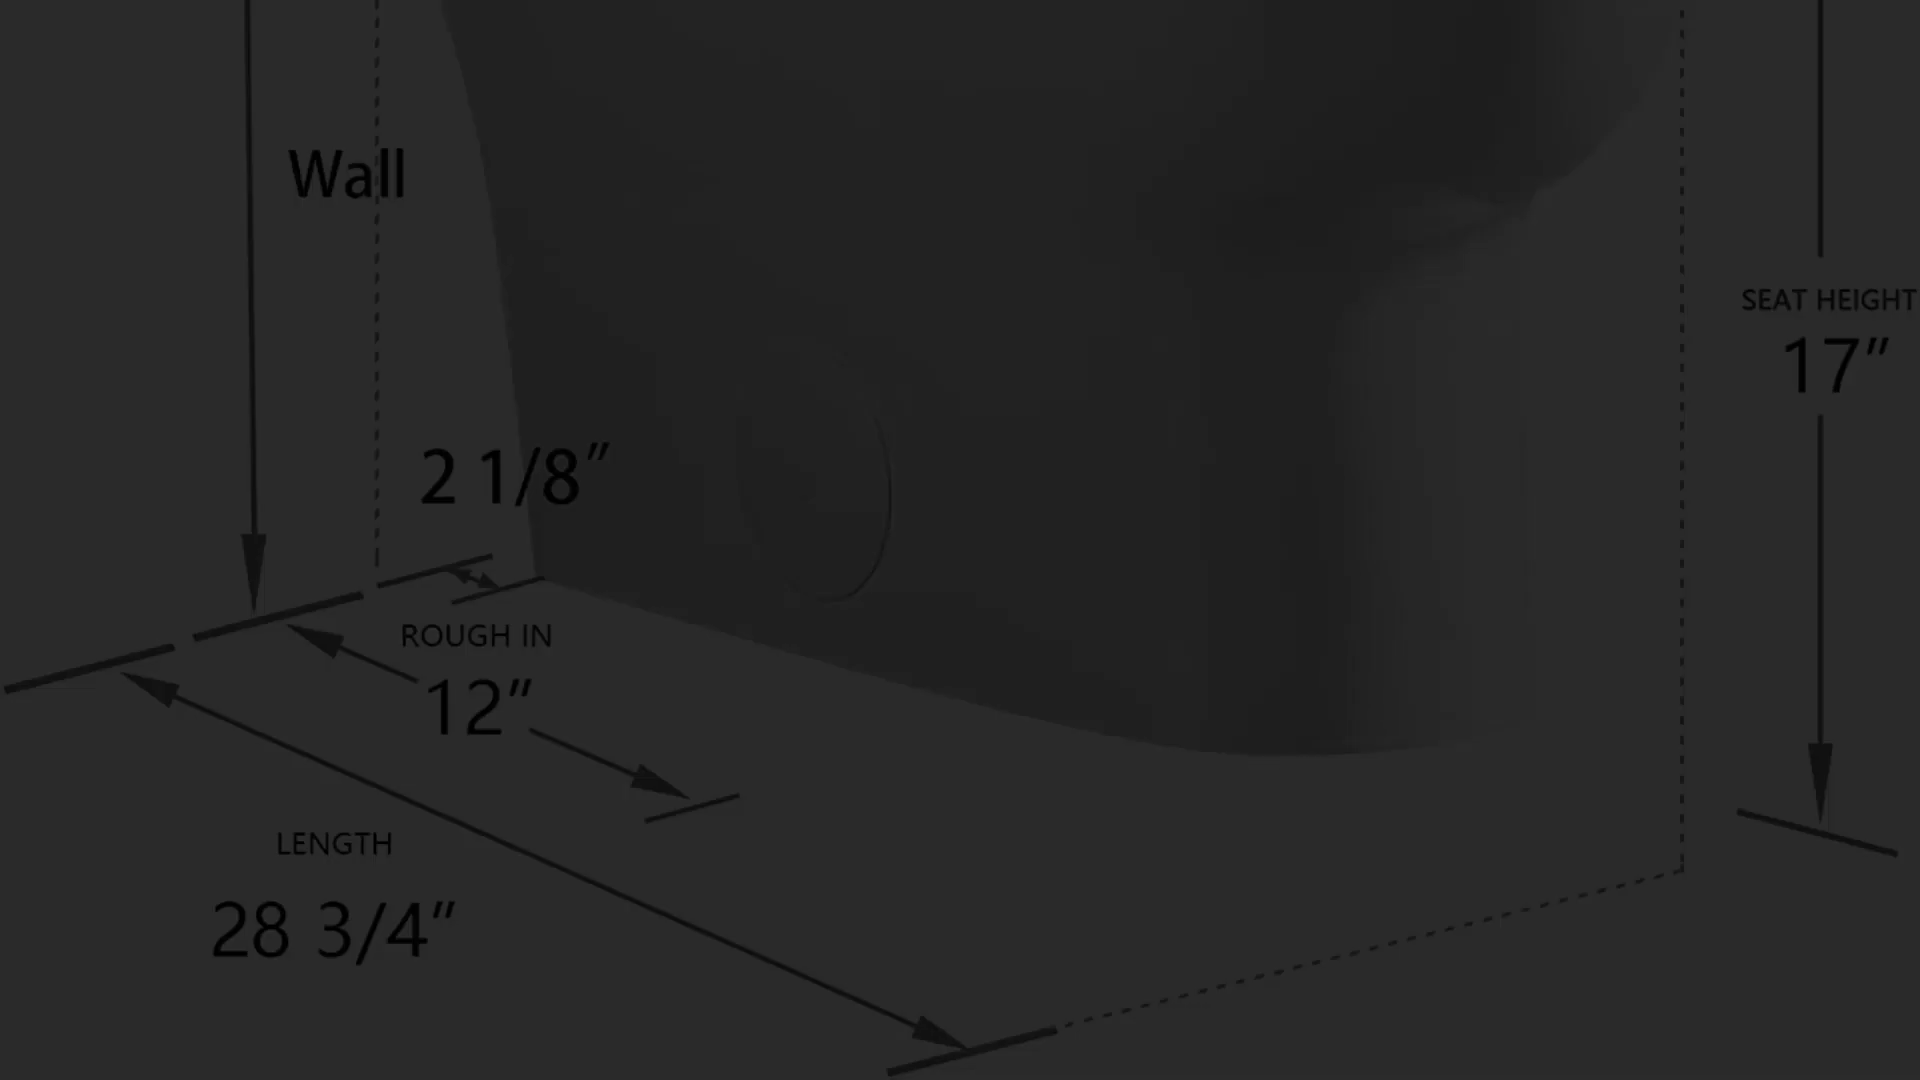 Wall
SEAT HEIGHT
17″
2 1/8″
ROUGH IN
12″
LENGTH
28 3/4″